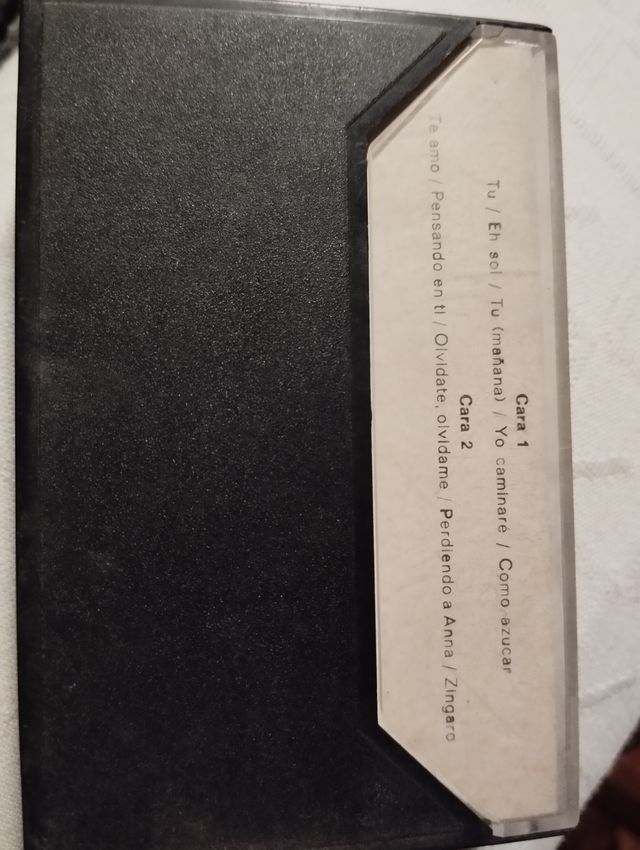 Cara 1
Tu / Eh sol / Tu (mañana) / Yo caminaré / Como azucar
Cara 2
Te amo / Pensando en ti / Olvidate, olvidame / Perdiendo a Anna / Zingaro